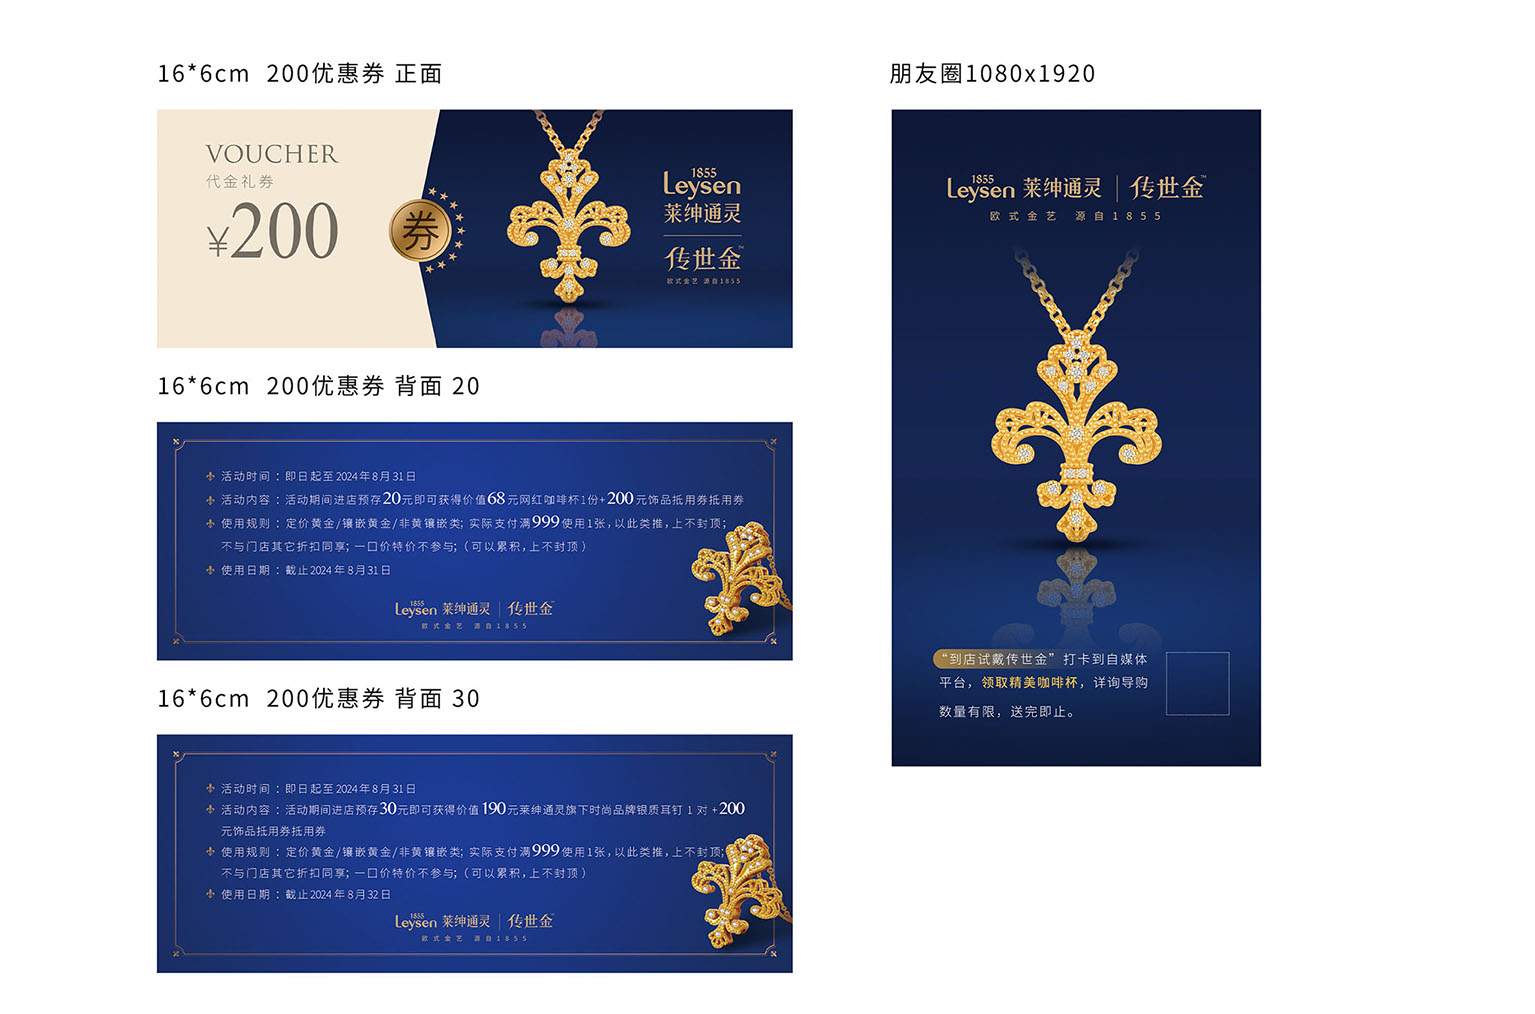 16*6cm 200优惠券 正面
VOUCHER
代金礼券
¥200
券
1855
Leysen
莱绅通灵
传世金™
欧式金艺 源自1855
16*6cm 200优惠券 背面 20
活动时间：即日起至2024年8月31日
活动内容：活动期间进店预存20元即可获得价值68元网红咖啡杯1份+200元饰品抵用券抵用券
使用规则：定价黄金/镶嵌黄金/非黄镶嵌类；实际支付满999使用1张，以此类推，上不封顶；
不与门店其它折扣同享；一口价特价不参与；（可以累积，上不封顶）
使用日期：截止2024年8月31日
1855
Leysen 莱绅通灵 | 传世金™
欧式金艺 源自1855
16*6cm 200优惠券 背面 30
活动时间：即日起至2024年8月31日
活动内容：活动期间进店预存30元即可获得价值190元莱绅通灵旗下时尚品牌银质耳钉1对+200
元饰品抵用券抵用券
使用规则：定价黄金/镶嵌黄金/非黄镶嵌类；实际支付满999使用1张，以此类推，上不封顶；
不与门店其它折扣同享；一口价特价不参与；（可以累积，上不封顶）
使用日期：截止2024年8月32日
1855
Leysen 莱绅通灵 | 传世金™
欧式金艺 源自1855
朋友圈1080x1920
1855
Leysen 莱绅通灵 | 传世金™
欧式金艺 源自1855
“到店试戴传世金”打卡到自媒体
平台，领取精美咖啡杯，详询导购
数量有限，送完即止。